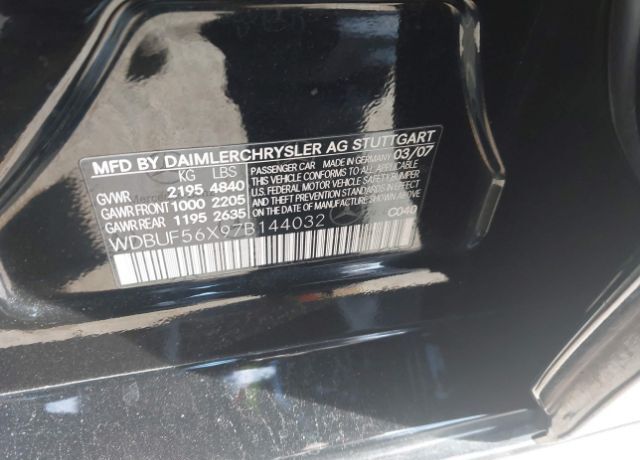 MFD BY DAIMLERCHRYSLER AG STUTTGART
KG LBS
GVWR 2195 4840
GAWR FRONT 1000 2205
GAWR REAR 1195 2635
PASSENGER CAR MADE IN GERMANY 03/07
THIS VEHICLE CONFORMS TO ALL APPLICABLE
U.S. FEDERAL MOTOR VEHICLE SAFETY, BUMPER,
AND THEFT PREVENTION STANDARDS IN EFFECT
ON THE DATE OF MANUFACTURE SHOWN ABOVE.
WDBUF56X97B144032
C040